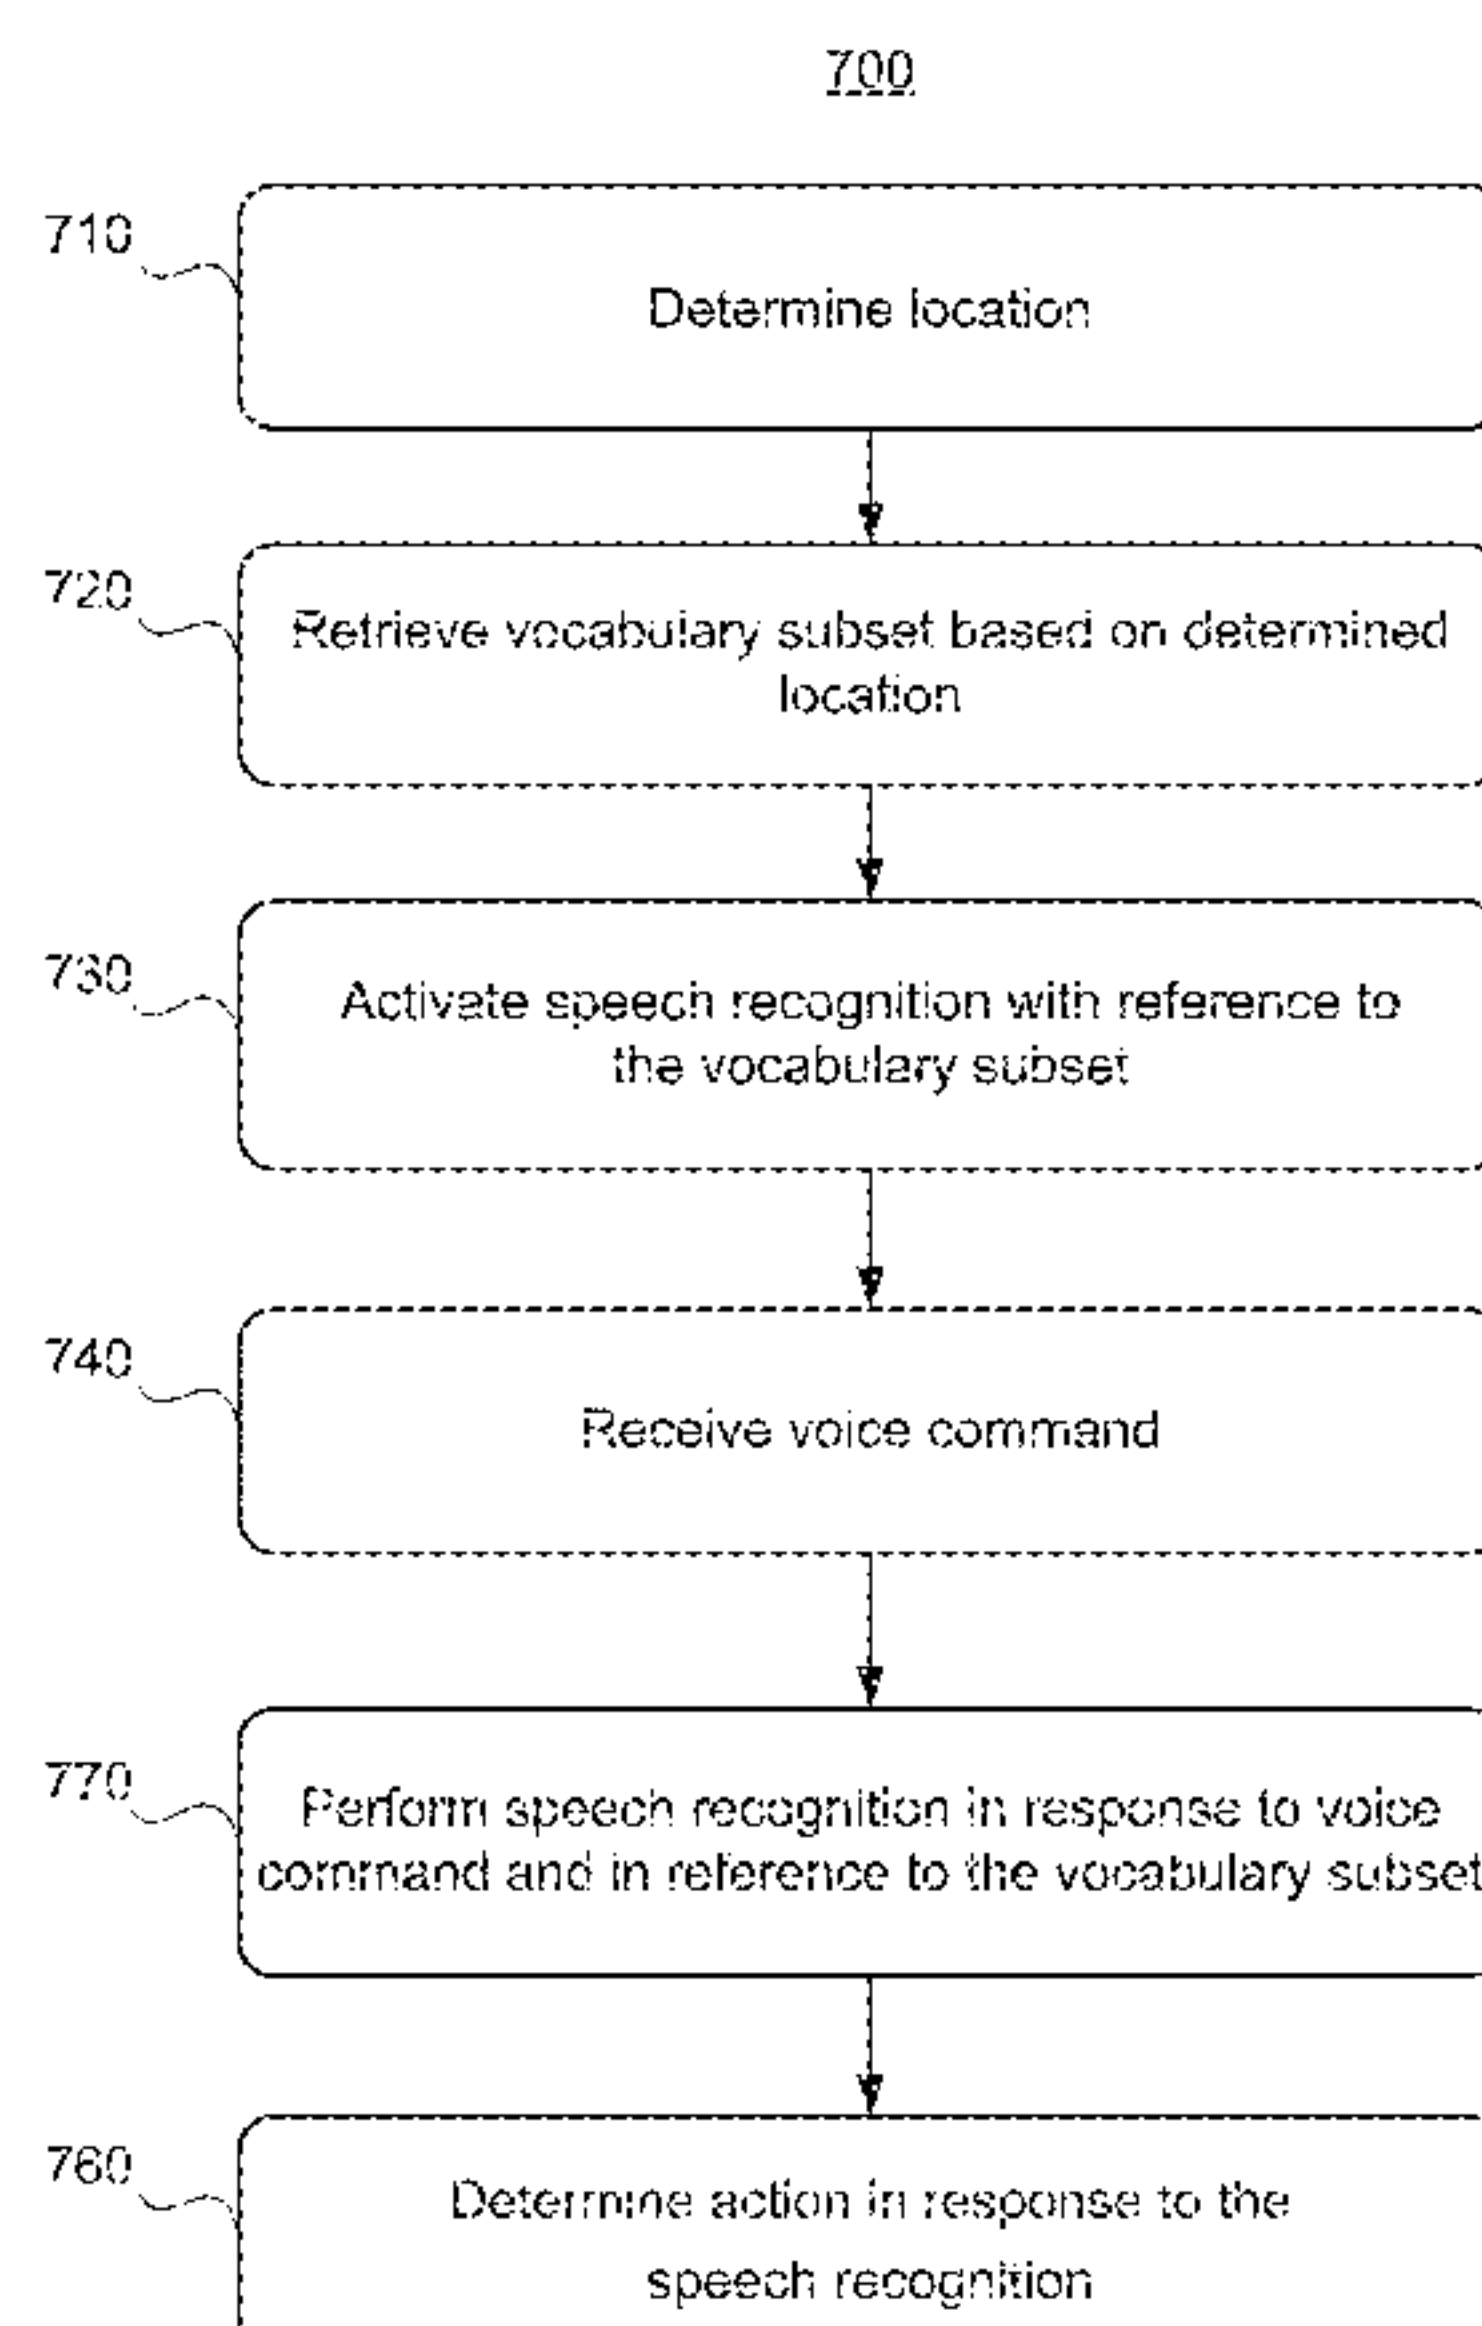 700
710
Determine location
720
Retrieve vocabulary subset based on determined
location
730
Activate speech recognition with reference to
the vocabulary subset
740
Receive voice command
770
Perform speech recognition in response to voice
command and in reference to the vocabulary subset
760
Determine action in response to the
speech recognition